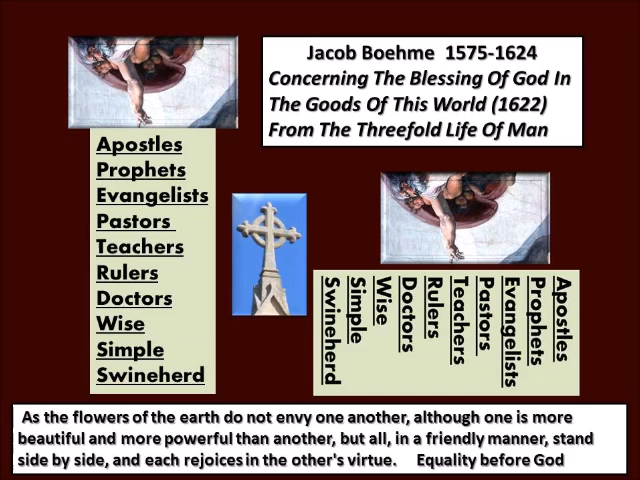 Jacob Boehme 1575-1624
Concerning The Blessing Of God In
The Goods Of This World (1622)
From The Threefold Life Of Man
Apostles
Prophets
Evangelists
Pastors
Teachers
Rulers
Doctors
Wise
Simple
Swineherd
Apostles
Prophets
Evangelists
Pastors
Teachers
Rulers
Doctors
Wise
Simple
Swineherd
As the flowers of the earth do not envy one another, although one is more
beautiful and more powerful than another, but all, in a friendly manner, stand
side by side, and each rejoices in the other's virtue. Equality before God